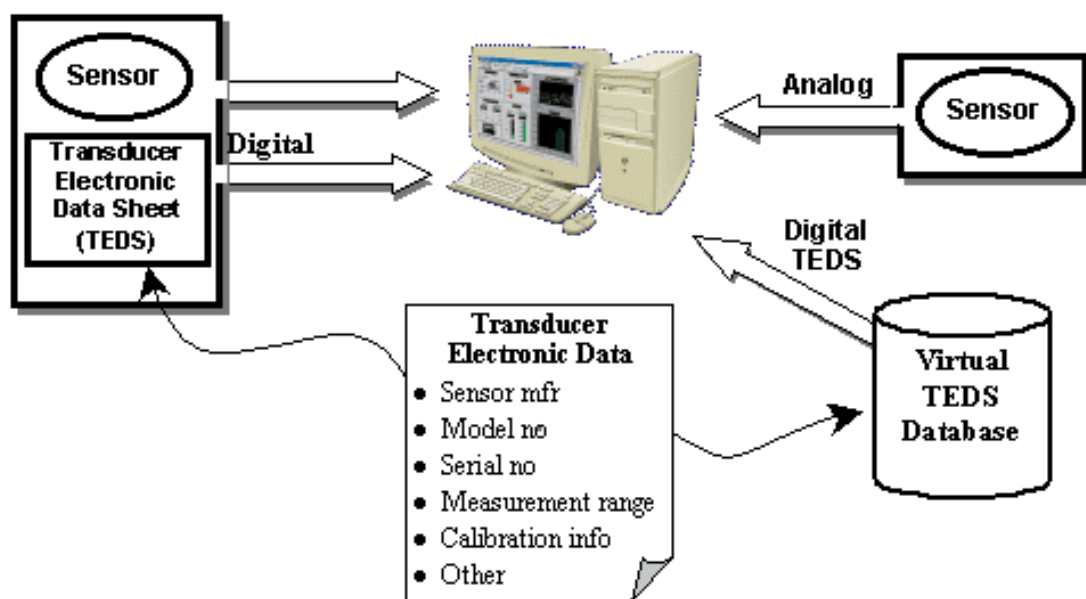 Sensor
Transducer
Electronic
Data Sheet
(TEDS)
Digital
Analog
Sensor
Digital
TEDS
Transducer
Electronic Data
● Sensor mfr
● Model no
● Serial no
● Measurement range
● Calibration info
● Other
Virtual
TEDS
Database